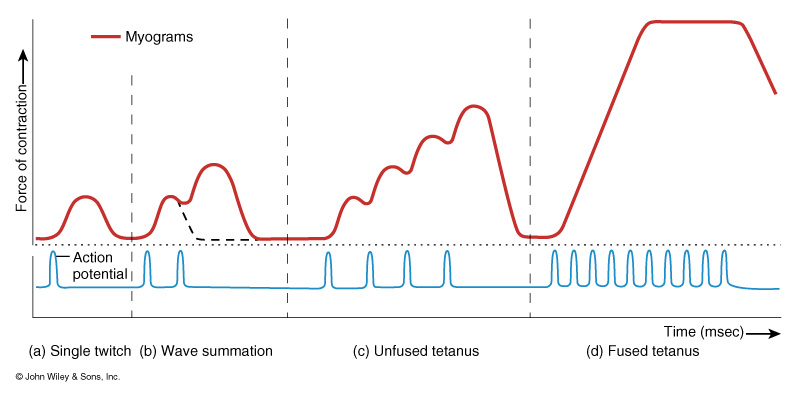 Myograms
Force of contraction
Action
potential
Time (msec)
(a) Single twitch
(b) Wave summation
(c) Unfused tetanus
(d) Fused tetanus
© John Wiley & Sons, Inc.